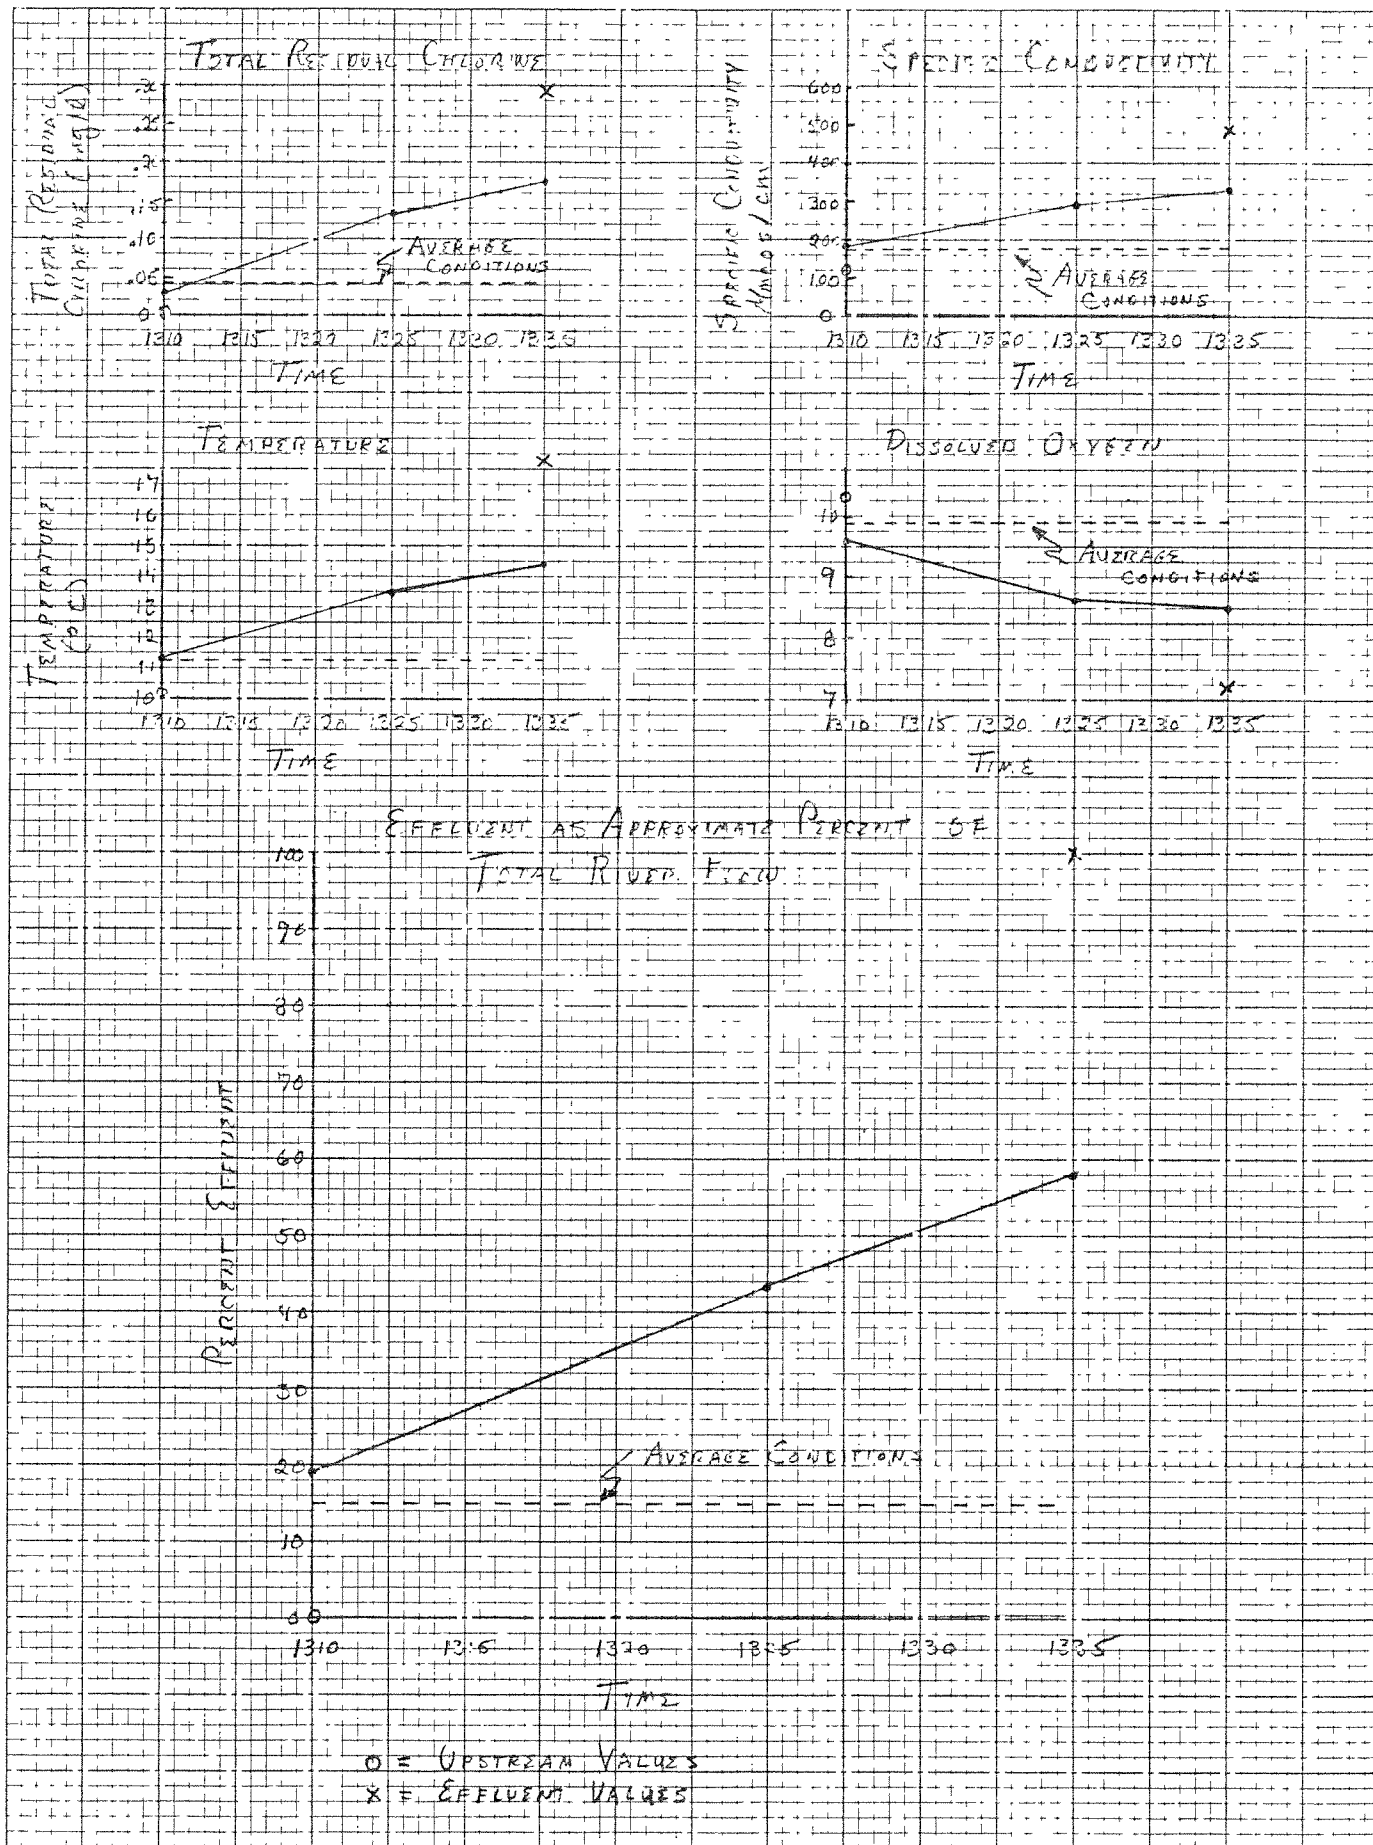 TOTAL RESIDUAL CHLORINE
TOTAL RESIDUAL
CHLORINE (mg/l)
.30
.25
.20
.15
.10
.05
0
AVERAGE
CONDITIONS
1310 1315 1320 1325 1330 1335
TIME
SPECIFIC CONDUCTIVITY
SPECIFIC CONDUCTIVITY
µmhos/cm
600
500
400
300
200
100
0
AVERAGE
CONDITIONS
1310 1315 1320 1325 1330 1335
TIME
TEMPERATURE
TEMPERATURE
(°C)
17
16
15
14
13
12
11
10
1310 1315 1320 1325 1330 1335
TIME
DISSOLVED OXYGEN
10
9
8
7
AVERAGE
CONDITIONS
1310 1315 1320 1325 1330 1335
TIME
EFFLUENT AS APPROXIMATE PERCENT OF
TOTAL RIVER FLOW
PERCENT EFFLUENT
100
90
80
70
60
50
40
30
20
10
0
AVERAGE CONDITIONS
1310 1315 1320 1325 1330 1335
TIME
O = UPSTREAM VALUES
X = EFFLUENT VALUES